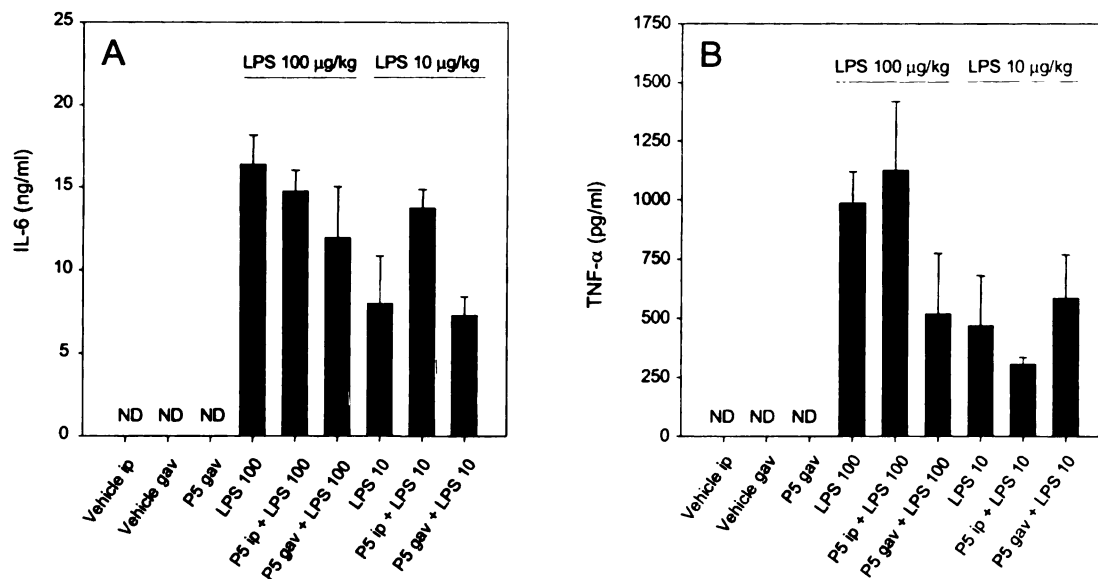 A
LPS 100 µg/kg LPS 10 µg/kg
IL-6 (ng/ml)
25
20
15
10
5
0
ND ND ND
Vehicle ip
Vehicle gav
P5 gav
LPS 100
P5 ip + LPS 100
P5 gav + LPS 100
LPS 10
P5 ip + LPS 10
P5 gav + LPS 10
B
LPS 100 µg/kg LPS 10 µg/kg
TNF-α (pg/ml)
1750
1500
1250
1000
750
500
250
0
ND ND ND
Vehicle ip
Vehicle gav
P5 gav
LPS 100
P5 ip + LPS 100
P5 gav + LPS 100
LPS 10
P5 ip + LPS 10
P5 gav + LPS 10